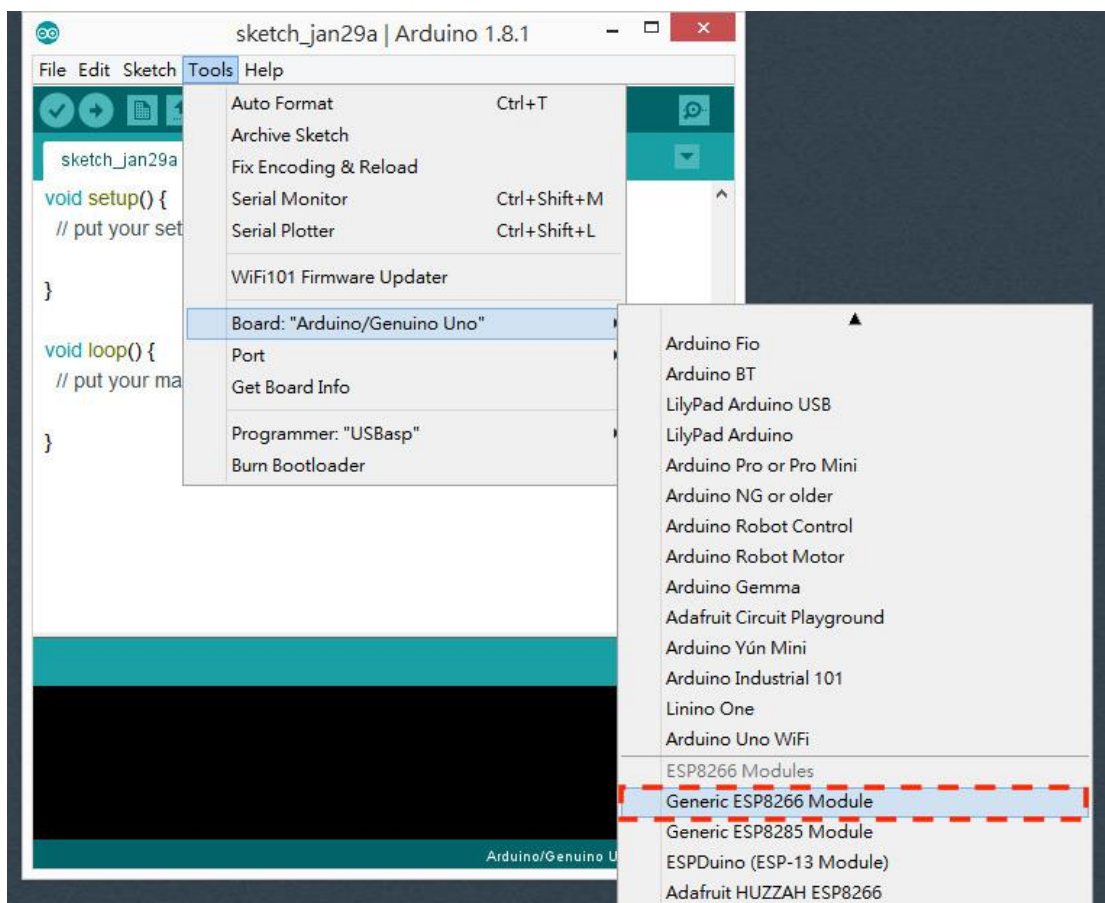 sketch_jan29a | Arduino 1.8.1
File Edit Sketch Tools Help
Auto Format Ctrl+T
Archive Sketch
Fix Encoding & Reload
Serial Monitor Ctrl+Shift+M
Serial Plotter Ctrl+Shift+L
WiFi101 Firmware Updater
Board: "Arduino/Genuino Uno"
Port
Get Board Info
Programmer: "USBasp"
Burn Bootloader
sketch_jan29a
void setup() {
// put your set
}
void loop() {
// put your ma
}
Arduino Fio
Arduino BT
LilyPad Arduino USB
LilyPad Arduino
Arduino Pro or Pro Mini
Arduino NG or older
Arduino Robot Control
Arduino Robot Motor
Arduino Gemma
Adafruit Circuit Playground
Arduino Yún Mini
Arduino Industrial 101
Linino One
Arduino Uno WiFi
ESP8266 Modules
Generic ESP8266 Module
Generic ESP8285 Module
ESPDuino (ESP-13 Module)
Adafruit HUZZAH ESP8266
Arduino/Genuino U